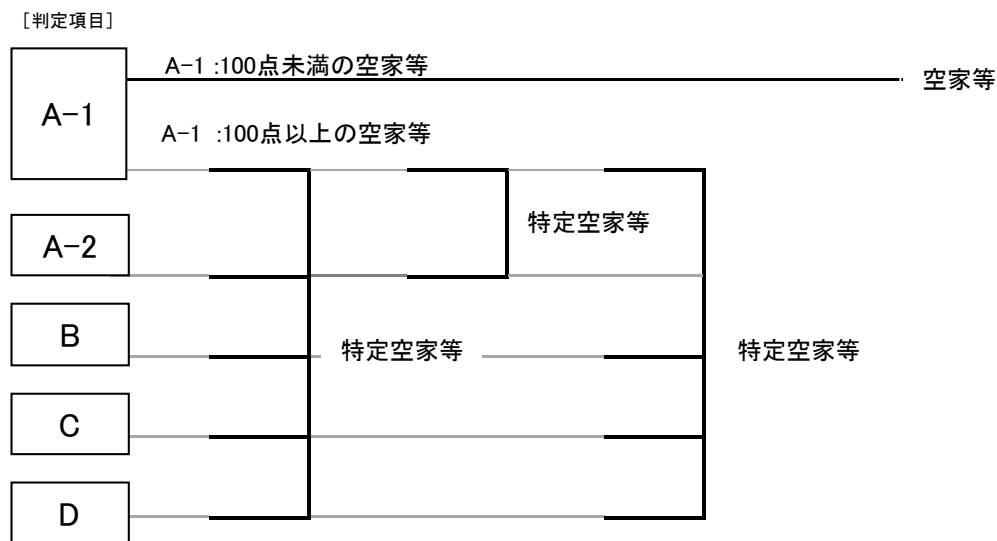 ［判定項目］
A-1
A-1 :100点未満の空家等
空家等
A-1 :100点以上の空家等
A-2
特定空家等
B
特定空家等
特定空家等
C
D